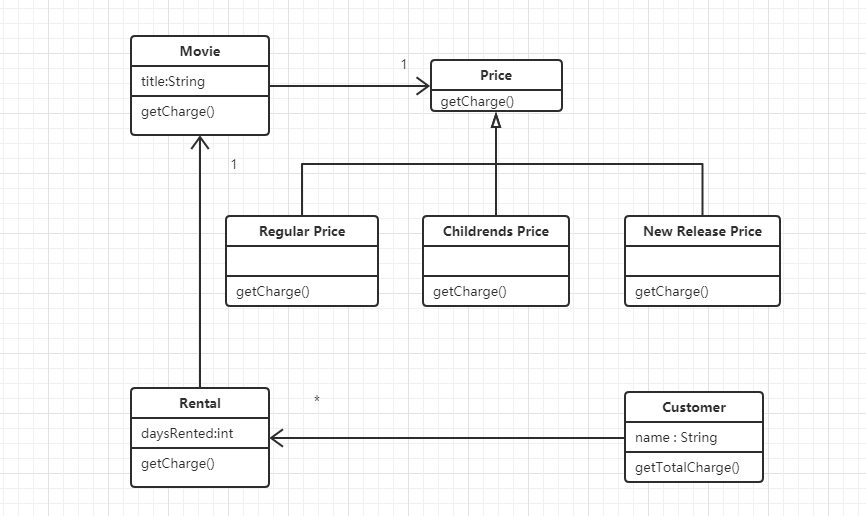 Movie
title:String
getCharge()
1
Price
getCharge()
1
Regular Price
getCharge()
Childrends Price
getCharge()
New Release Price
getCharge()
Rental
daysRented:int
getCharge()
*
Customer
name : String
getTotalCharge()